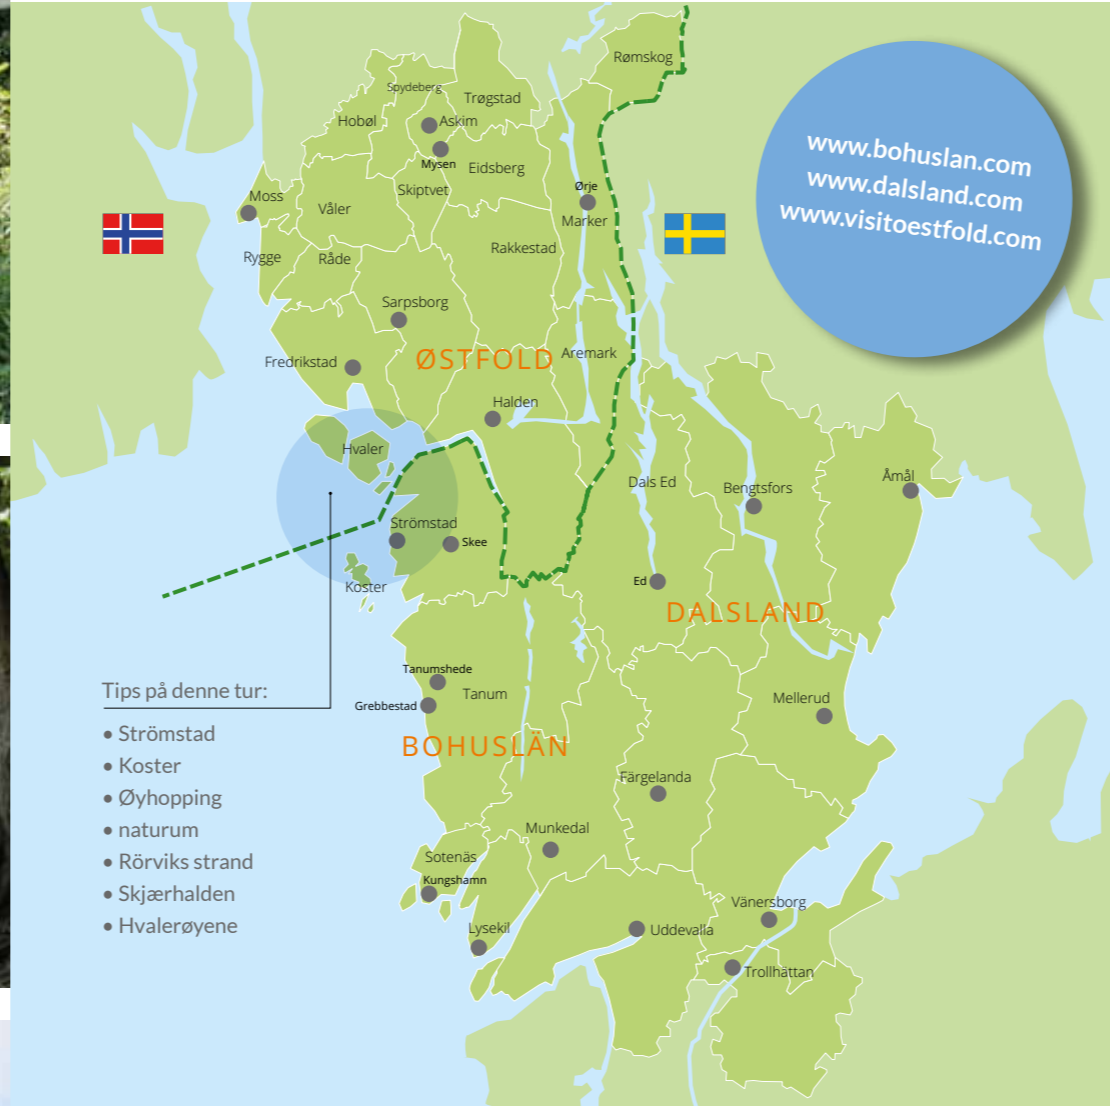 Rømskog
Spydeberg
Trøgstad
Hobøl
Askim
Mysen
Eidsberg
Skiptvet
Ørje
Moss
Våler
Marker
Rakkestad
Rygge
Råde
Sarpsborg
ØSTFOLD
Aremark
Fredrikstad
Halden
Hvaler
Dals Ed
Bengtsfors
Åmål
Strömstad
Skee
Koster
Ed
DALSLAND
Tanumshede
Tanum
Grebbestad
Mellerud
BOHUSLÄN
Färgelanda
Munkedal
Sotenäs
Kungshamn
Lysekil
Vänersborg
Uddevalla
Trollhättan
www.bohuslan.com
www.dalsland.com
www.visitoestfold.com
Tips på denne tur:
• Strömstad
• Koster
• Øyhopping
• naturum
• Rörviks strand
• Skjærhalden
• Hvalerøyene